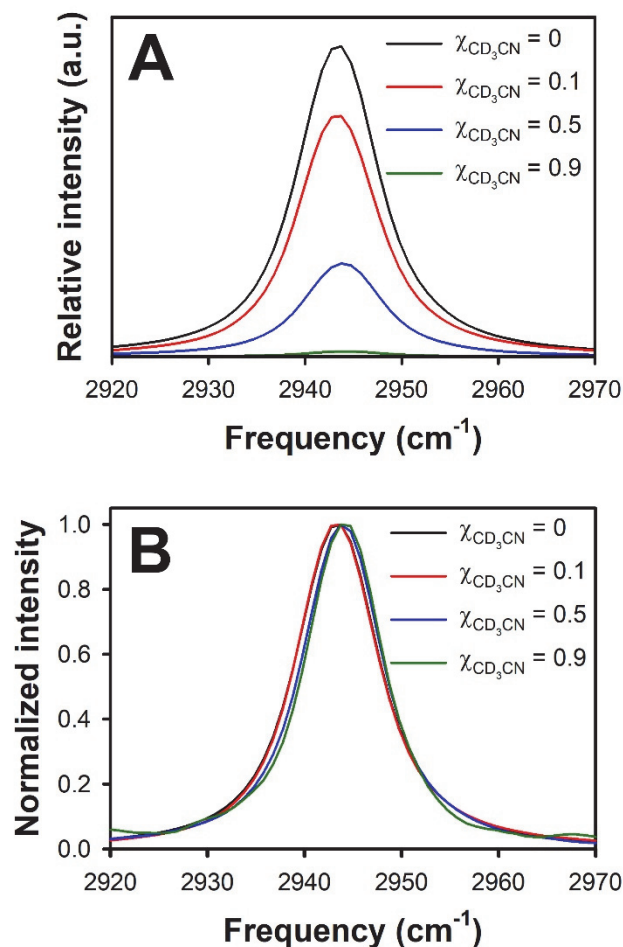 A
χCD₃CN = 0
χCD₃CN = 0.1
χCD₃CN = 0.5
χCD₃CN = 0.9
Relative intensity (a.u.)
2920 2930 2940 2950 2960 2970
Frequency (cm⁻¹)
B
χCD₃CN = 0
χCD₃CN = 0.1
χCD₃CN = 0.5
χCD₃CN = 0.9
Normalized intensity
1.0
0.8
0.6
0.4
0.2
0.0
2920 2930 2940 2950 2960 2970
Frequency (cm⁻¹)